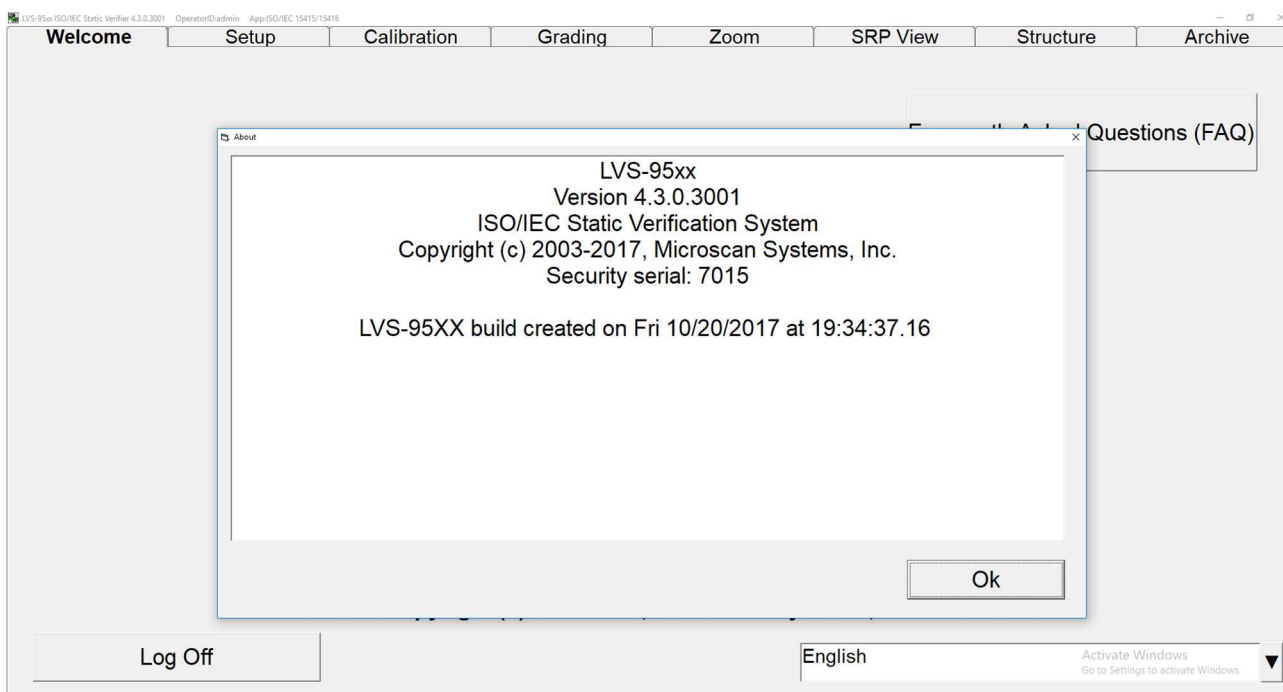 LVS-95xx ISO/IEC Static Verifier 4.3.0.3001 OperatorID:admin App:ISO/IEC 15415/15416
Welcome Setup Calibration Grading Zoom SRP View Structure Archive
Questions (FAQ)
About
LVS-95xx
Version 4.3.0.3001
ISO/IEC Static Verification System
Copyright (c) 2003-2017, Microscan Systems, Inc.
Security serial: 7015
LVS-95XX build created on Fri 10/20/2017 at 19:34:37.16
Ok
Log Off
English
Activate Windows
Go to Settings to activate Windows.